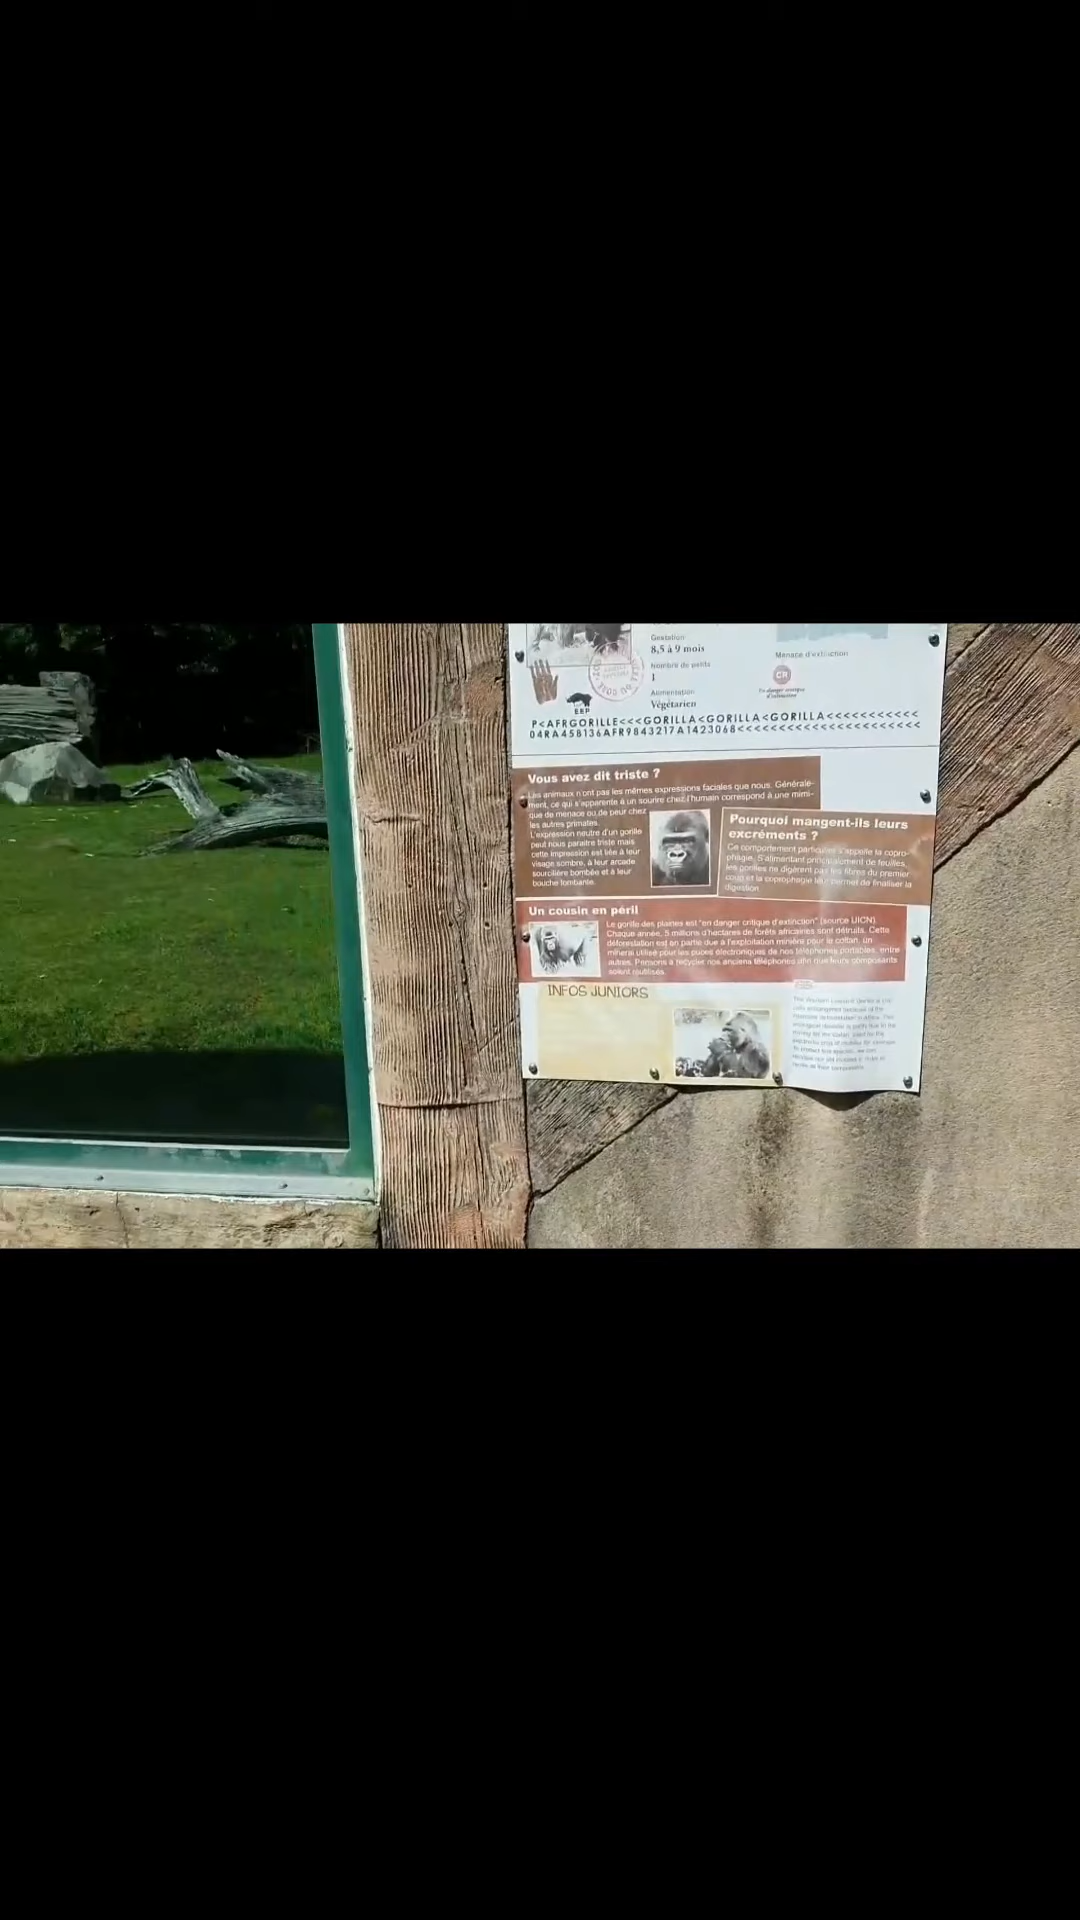 Gestation
8,5 à 9 mois
Nombre de petits
1
Alimentation
Végétarien
Menace d'extinction
CR
En danger critique
d'extinction
EEP
P<AFRGORILLE<<<GORILLA<GORILLA<GORILLA<<<<<<<<<<<
04RA458136AFR9843217A1423068<<<<<<<<<<<<<<<<<<<<<<
Vous avez dit triste ?
Les animaux n'ont pas les mêmes expressions faciales que nous. Générale-
ment, ce qui s'apparente à un sourire chez l'humain correspond à une mimi-
que de menace ou de peur chez
les autres primates.
L'expression neutre d'un gorille
peut nous paraitre triste mais
cette impression est liée à leur
visage sombre, à leur arcade
sourcilière bombée et à leur
bouche tombante.
Pourquoi mangent-ils leurs
excréments ?
Ce comportement particulier s'appelle la copro-
phagie. S'alimentant principalement de feuilles,
les gorilles ne digèrent pas les fibres du premier
coup et la coprophagie leur permet de finaliser la
digestion.
Un cousin en péril
Le gorille des plaines est "en danger critique d'extinction" (source UICN).
Chaque année, 5 millions d'hectares de forêts africaines sont détruits. Cette
déforestation est en partie due à l'exploitation minière pour le coltan, un
minerai utilisé pour les puces électroniques de nos téléphones portables, entre
autres. Pensons à recycler nos anciens téléphones afin que leurs composants
soient réutilisés.
INFOS JUNIORS